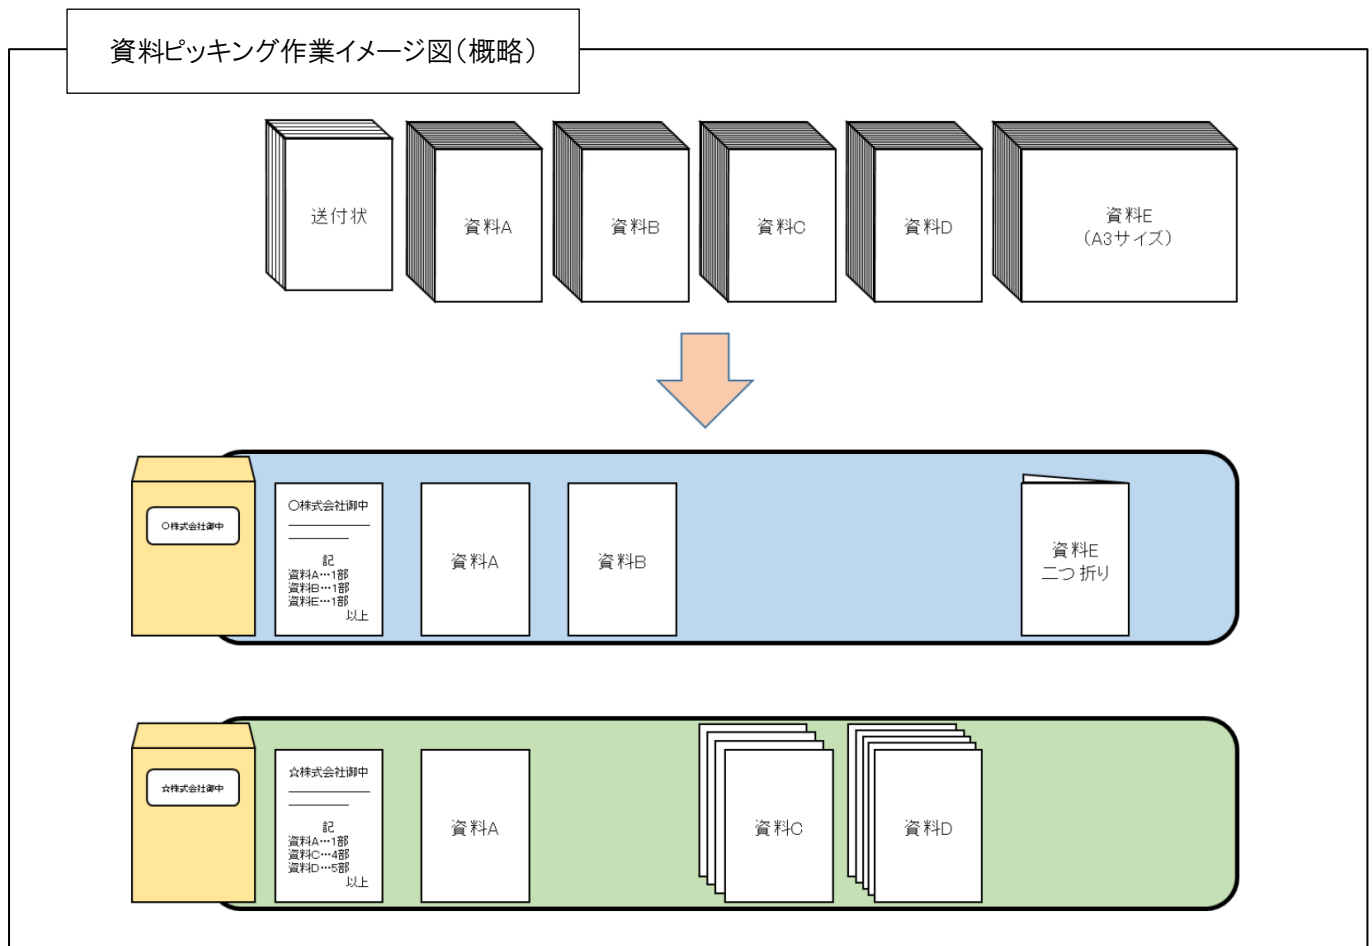 資料ピッキング作業イメージ図（概略）
送付状
資料A
資料B
資料C
資料D
資料E
（A3サイズ）
〇株式会社御中
〇株式会社御中
記
資料A…1部
資料B…1部
資料E…1部
以上
資料A
資料B
資料E
二つ折り
☆株式会社御中
☆株式会社御中
記
資料A…1部
資料C…4部
資料D…5部
以上
資料A
資料C
資料D